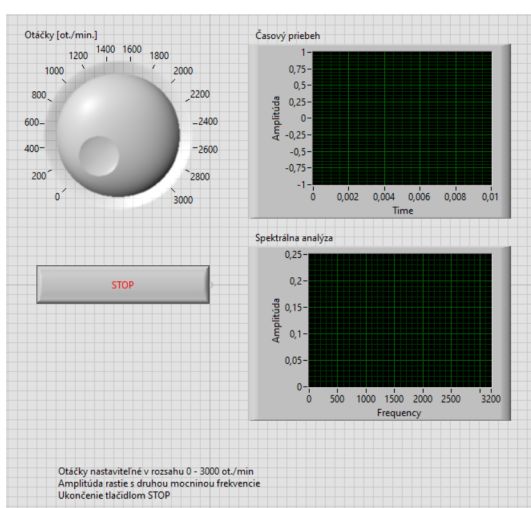 Otáčky [ot./min.]
0
200
400
600
800
1000
1200
1400
1600
1800
2000
2200
2400
2600
2800
3000
STOP
Časový priebeh
Amplitúda
1
0,75
0,5
0,25
0
-0,25
-0,5
-0,75
-1
0 0,002 0,004 0,006 0,008 0,01
Time
Spektrálna analýza
Amplitúda
0,25
0,2
0,15
0,1
0,05
0
0 500 1000 1500 2000 2500 3200
Frequency
Otáčky nastaviteľné v rozsahu 0 - 3000 ot./min
Amplitúda rastie s druhou mocninou frekvencie
Ukončenie tlačidlom STOP